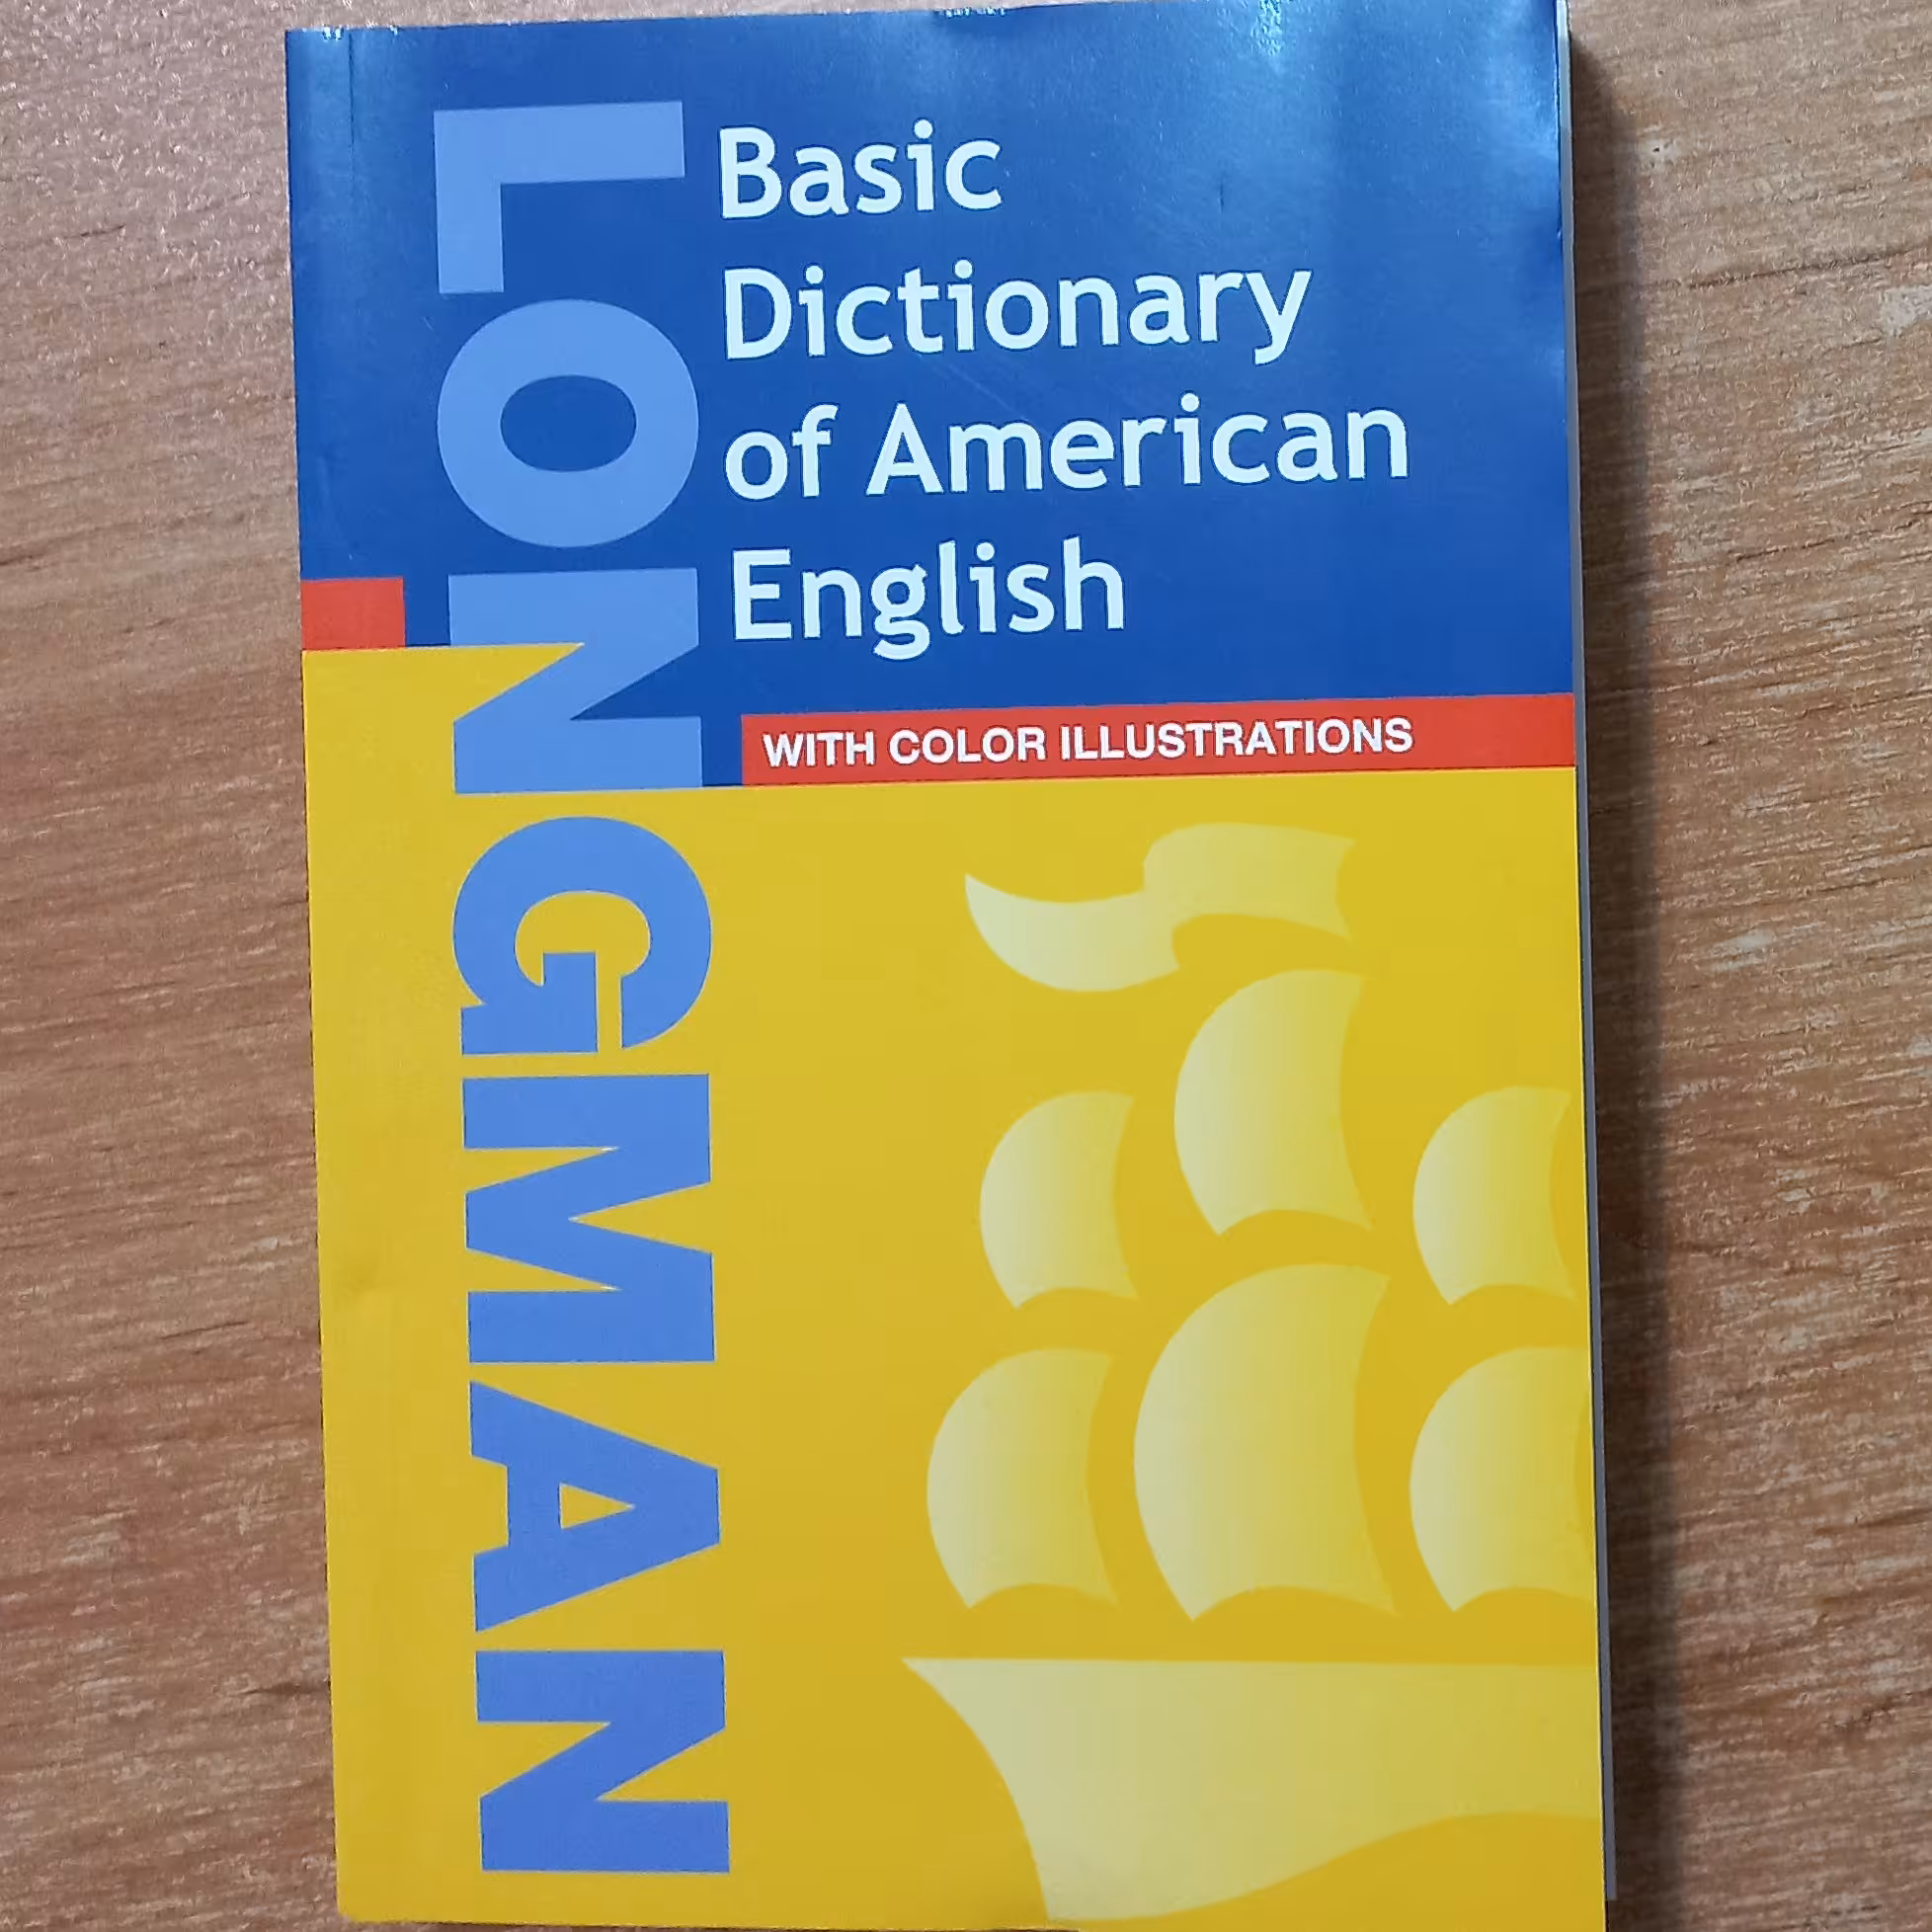 LONGMAN
Basic
Dictionary
of American
English
WITH COLOR ILLUSTRATIONS